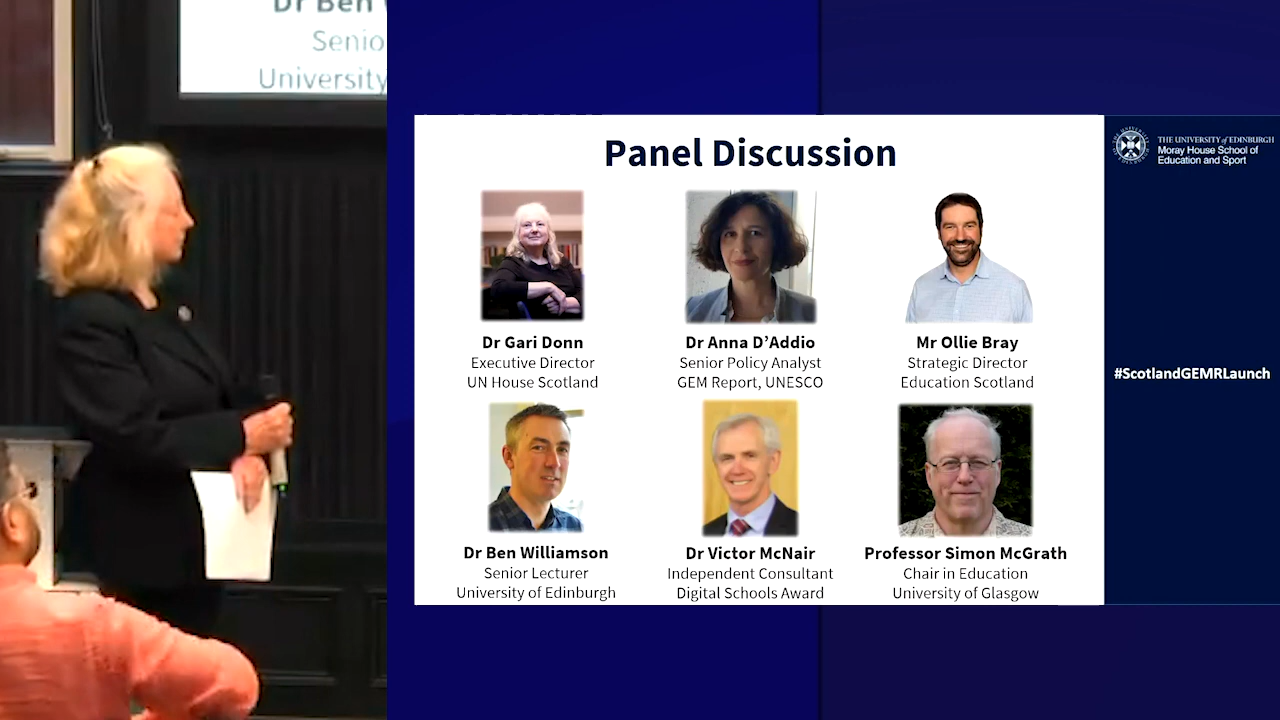 Dr Ben
Senio
University
Panel Discussion
THE UNIVERSITY of EDINBURGH
Moray House School of
Education and Sport
Dr Gari Donn
Executive Director
UN House Scotland
Dr Anna D'Addio
Senior Policy Analyst
GEM Report, UNESCO
Mr Ollie Bray
Strategic Director
Education Scotland
#ScotlandGEMRLaunch
Dr Ben Williamson
Senior Lecturer
University of Edinburgh
Dr Victor McNair
Independent Consultant
Digital Schools Award
Professor Simon McGrath
Chair in Education
University of Glasgow